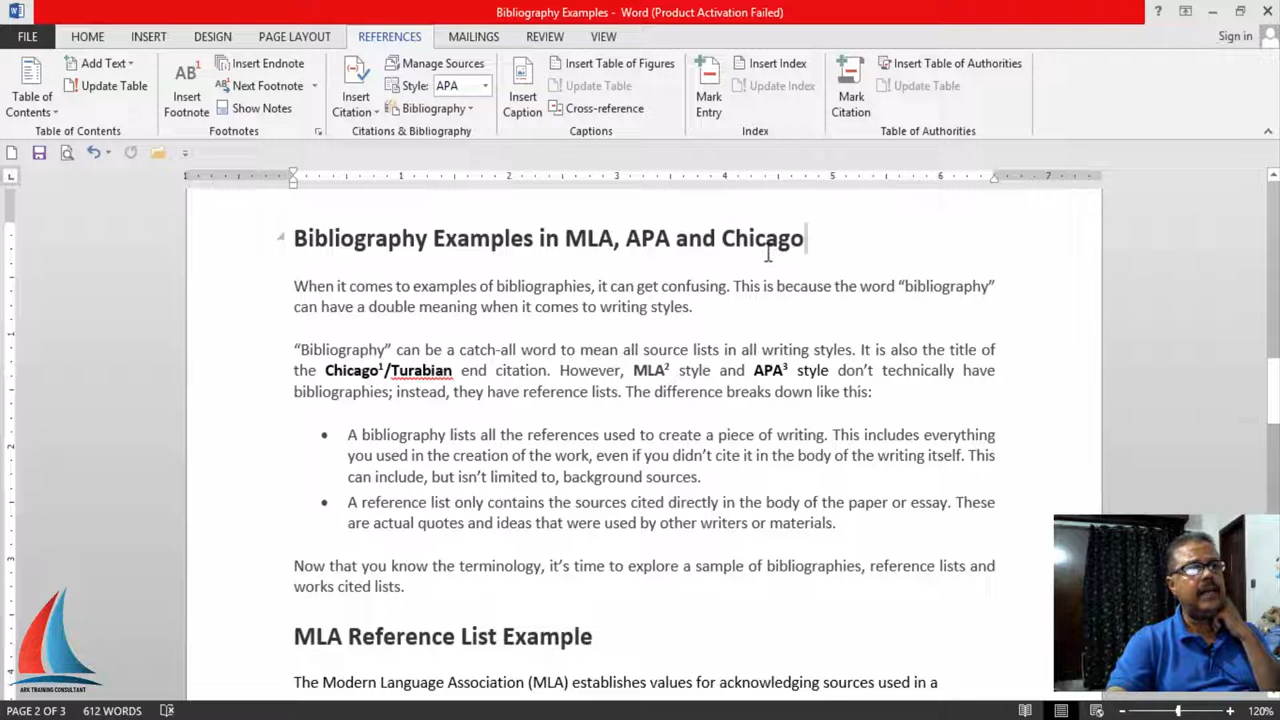 Bibliography Examples - Word (Product Activation Failed)
FILE HOME INSERT DESIGN PAGE LAYOUT REFERENCES MAILINGS REVIEW VIEW Sign in
Table of Contents
Add Text
Update Table
Table of Contents
AB1 Insert Footnote
Insert Endnote
Next Footnote
Show Notes
Footnotes
Insert Citation
Manage Sources
Style: APA
Bibliography
Citations & Bibliography
Insert Caption
Insert Table of Figures
Update Table
Cross-reference
Captions
Mark Entry
Insert Index
Update Index
Index
Mark Citation
Insert Table of Authorities
Update Table
Table of Authorities
1 1 2 3 4 5 6 7
Bibliography Examples in MLA, APA and Chicago
When it comes to examples of bibliographies, it can get confusing. This is because the word “bibliography”
can have a double meaning when it comes to writing styles.
“Bibliography” can be a catch-all word to mean all source lists in all writing styles. It is also the title of
the Chicago1/Turabian end citation. However, MLA2 style and APA3 style don’t technically have
bibliographies; instead, they have reference lists. The difference breaks down like this:
• A bibliography lists all the references used to create a piece of writing. This includes everything
you used in the creation of the work, even if you didn’t cite it in the body of the writing itself. This
can include, but isn’t limited to, background sources.
• A reference list only contains the sources cited directly in the body of the paper or essay. These
are actual quotes and ideas that were used by other writers or materials.
Now that you know the terminology, it’s time to explore a sample of bibliographies, reference lists and
works cited lists.
MLA Reference List Example
The Modern Language Association (MLA) establishes values for acknowledging sources used in a
ARK TRAINING CONSULTANT
PAGE 2 OF 3 612 WORDS 120%